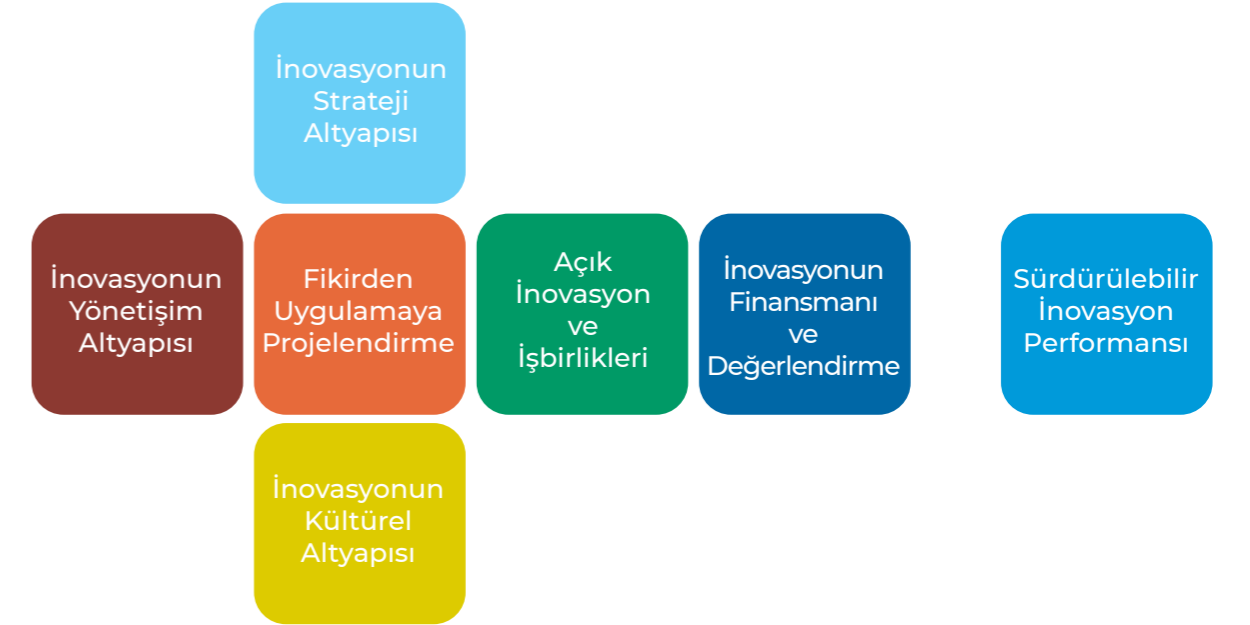 İnovasyonun
Strateji
Altyapısı
İnovasyonun
Yönetişim
Altyapısı
Fikirden
Uygulamaya
Projelendirme
Açık
İnovasyon
ve
İşbirlikleri
İnovasyonun
Finansmanı
ve
Değerlendirme
Sürdürülebilir
İnovasyon
Performansı
İnovasyonun
Kültürel
Altyapısı